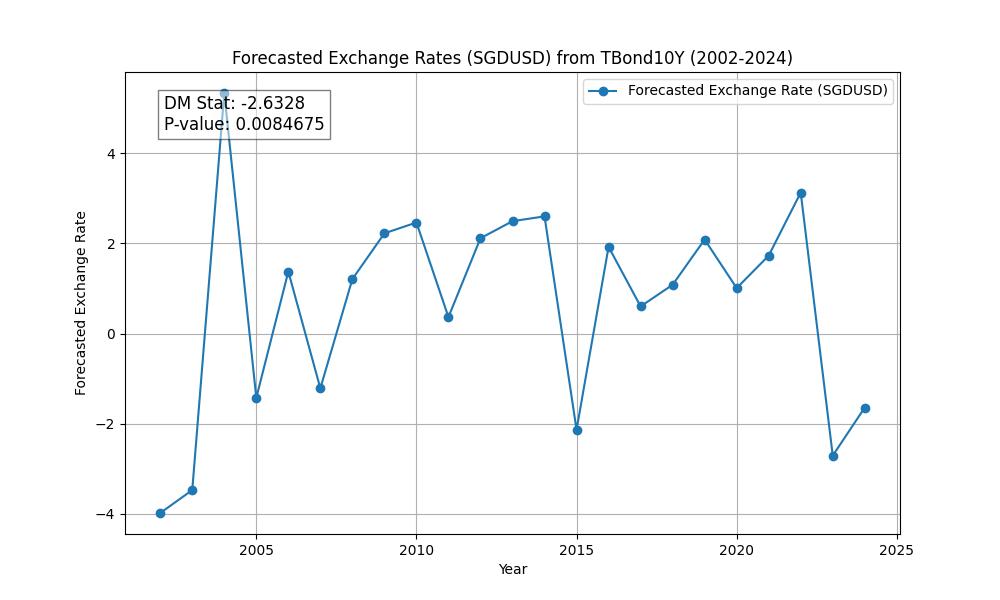 Forecasted Exchange Rates (SGDUSD) from TBond10Y (2002-2024)
DM Stat: -2.6328
P-value: 0.0084675
Forecasted Exchange Rate (SGDUSD)
Forecasted Exchange Rate
4
2
0
−2
−4
2005 2010 2015 2020 2025
Year